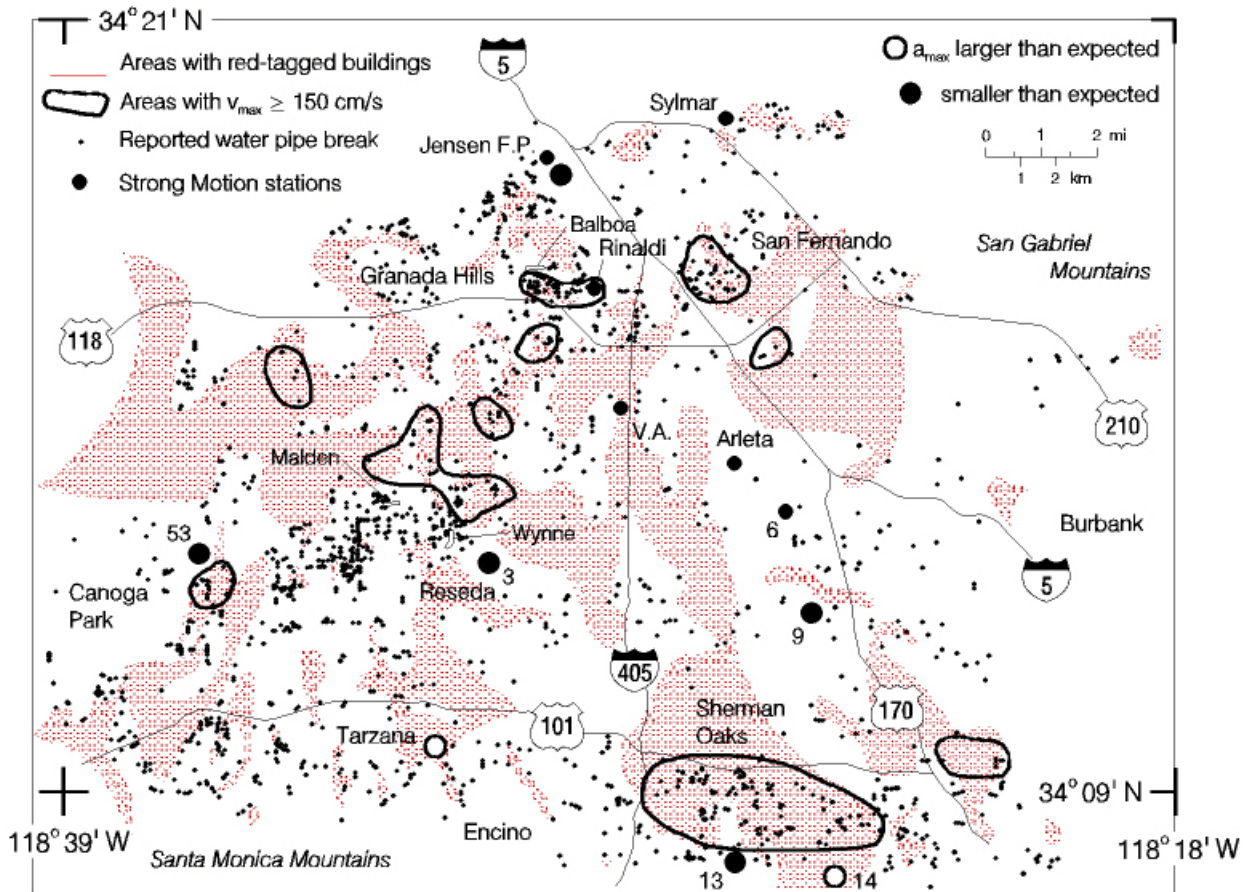 34° 21' N
Areas with red-tagged buildings
Areas with vmax ≥ 150 cm/s
Reported water pipe break
Strong Motion stations
amax larger than expected
smaller than expected
0 1 2 mi
1 2 km
5
Sylmar
Jensen F.P.
Balboa
Rinaldi
San Fernando
San Gabriel
Mountains
Granada Hills
118
210
V.A.
Arleta
Malden
6
Burbank
53
Wynne
3
5
Canoga
Park
Reseda
9
405
Sherman
Oaks
170
101
Tarzana
34° 09' N
Encino
118° 39' W
118° 18' W
Santa Monica Mountains
13
14